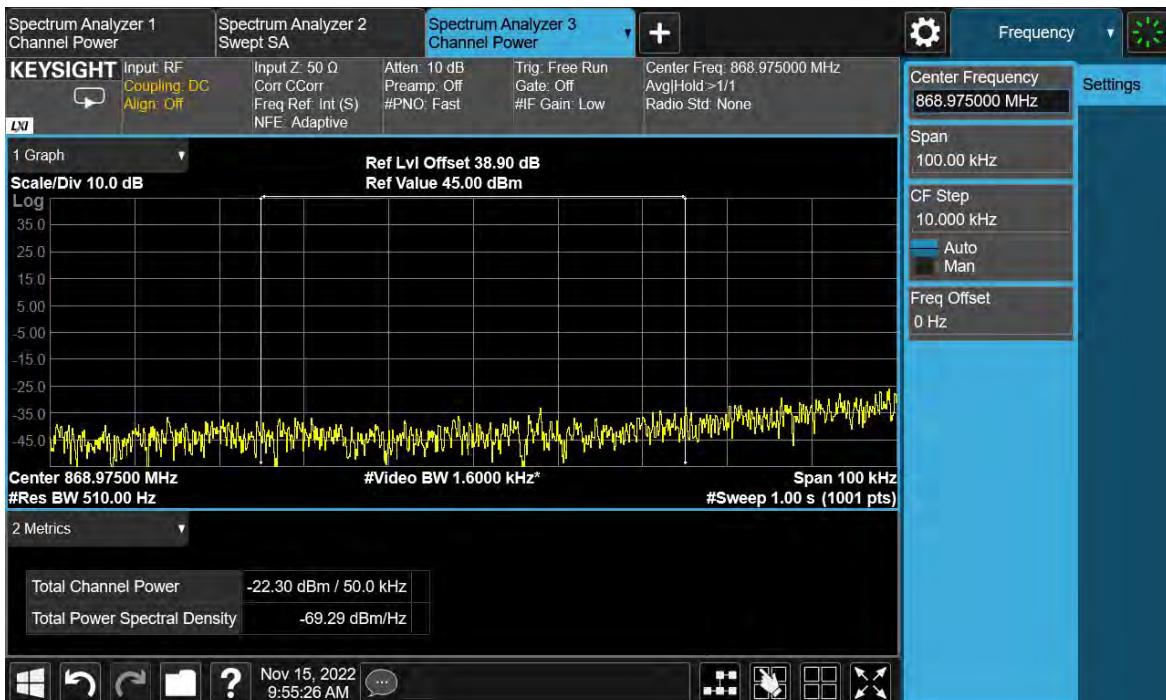 Spectrum Analyzer 1
Channel Power
Spectrum Analyzer 2
Swept SA
Spectrum Analyzer 3
Channel Power
+
Frequency
KEYSIGHT
LXI
Input: RF
Coupling: DC
Align: Off
Input Z: 50 Ω
Corr CCorr
Freq Ref: Int (S)
NFE: Adaptive
Atten: 10 dB
Preamp: Off
#PNO: Fast
Trig: Free Run
Gate: Off
#IF Gain: Low
Center Freq: 868.975000 MHz
Avg|Hold:>1/1
Radio Std: None
Center Frequency
868.975000 MHz
Settings
Span
100.00 kHz
CF Step
10.000 kHz
Auto
Man
Freq Offset
0 Hz
1 Graph
Scale/Div 10.0 dB
Ref Lvl Offset 38.90 dB
Ref Value 45.00 dBm
Log
35.0
25.0
15.0
5.00
-5.00
-15.0
-25.0
-35.0
-45.0
Center 868.97500 MHz
#Video BW 1.6000 kHz*
Span 100 kHz
#Res BW 510.00 Hz
#Sweep 1.00 s (1001 pts)
2 Metrics
Total Channel Power -22.30 dBm / 50.0 kHz
Total Power Spectral Density -69.29 dBm/Hz
?
Nov 15, 2022
9:55:26 AM